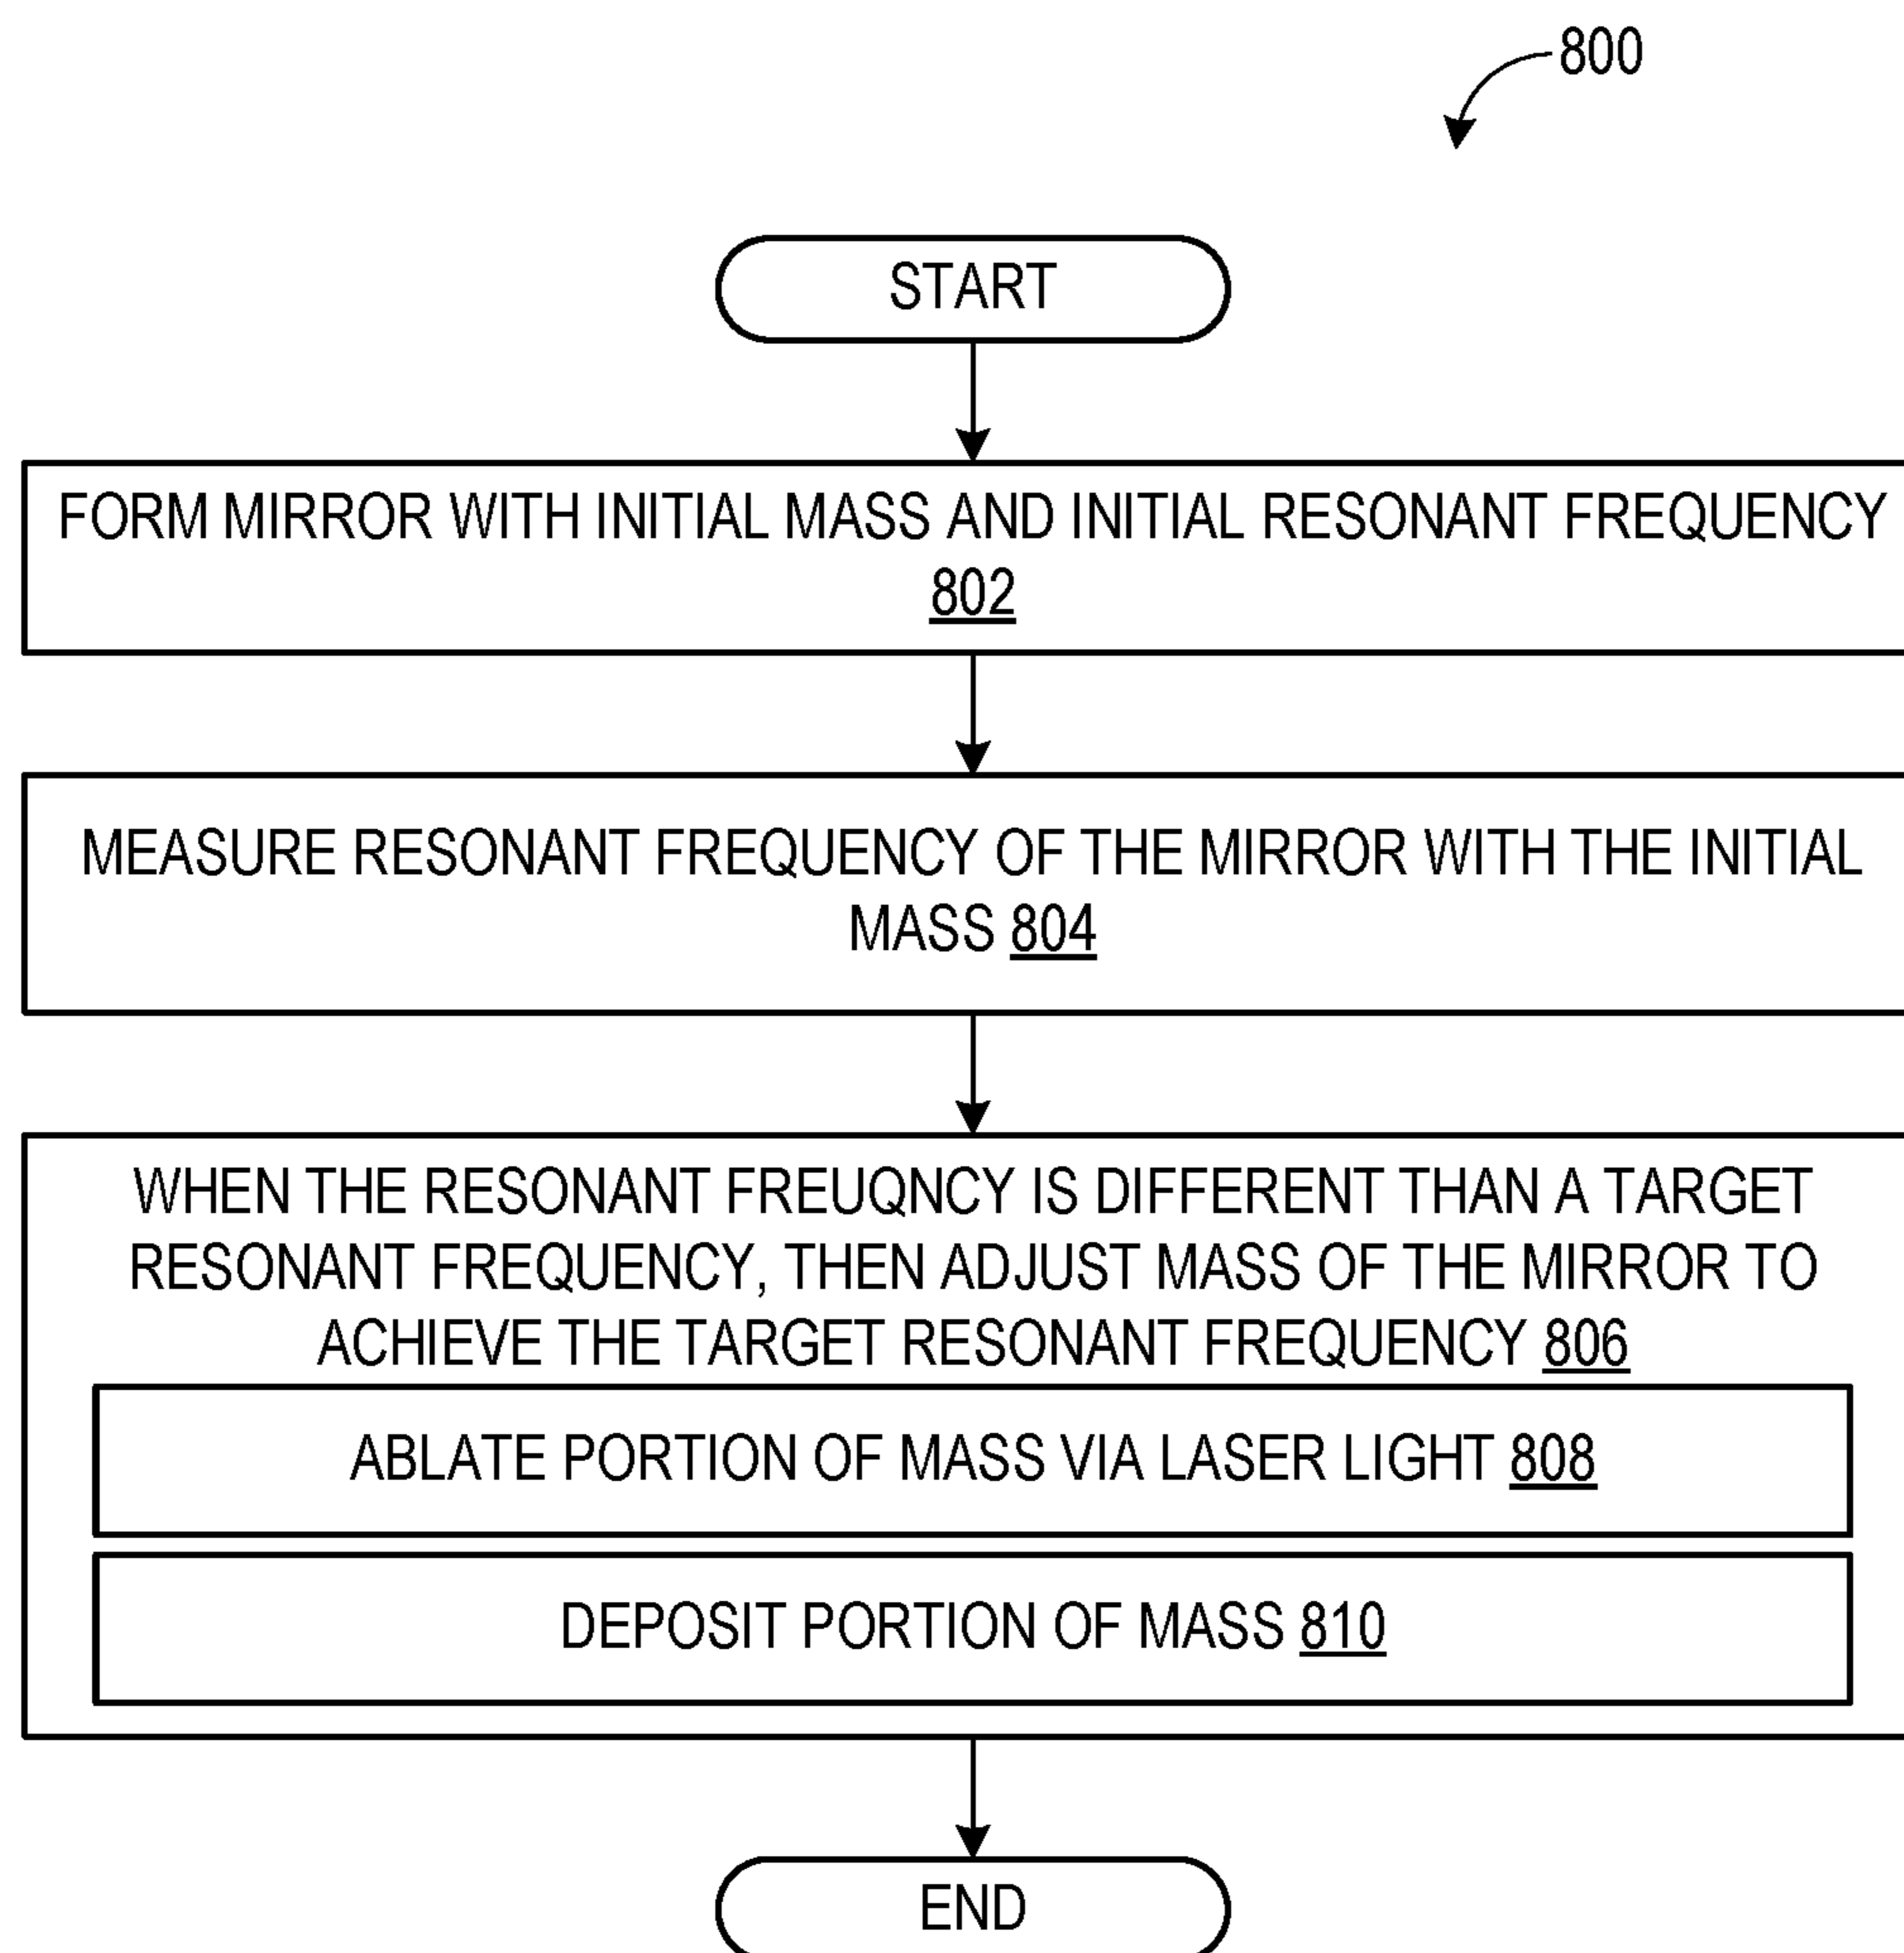 800
START
FORM MIRROR WITH INITIAL MASS AND INITIAL RESONANT FREQUENCY
802
MEASURE RESONANT FREQUENCY OF THE MIRROR WITH THE INITIAL
MASS 804
WHEN THE RESONANT FREUQNCY IS DIFFERENT THAN A TARGET
RESONANT FREQUENCY, THEN ADJUST MASS OF THE MIRROR TO
ACHIEVE THE TARGET RESONANT FREQUENCY 806
ABLATE PORTION OF MASS VIA LASER LIGHT 808
DEPOSIT PORTION OF MASS 810
END